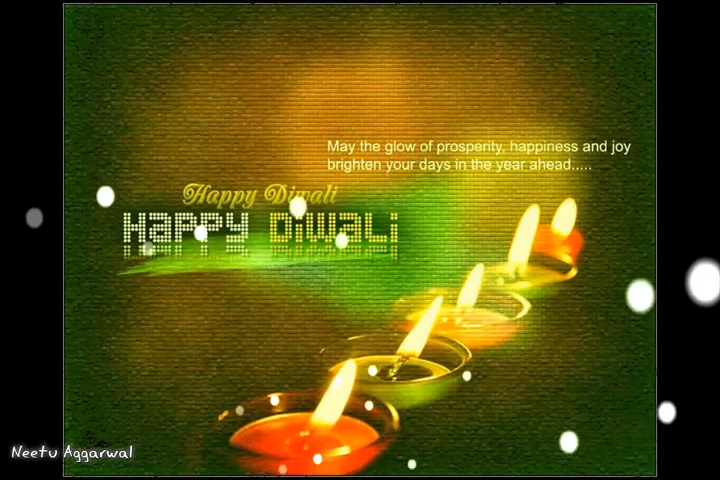 May the glow of prosperity, happiness and joy
brighten your days in the year ahead.....
Happy Diwali
Happy Diwali
Neetu Aggarwal